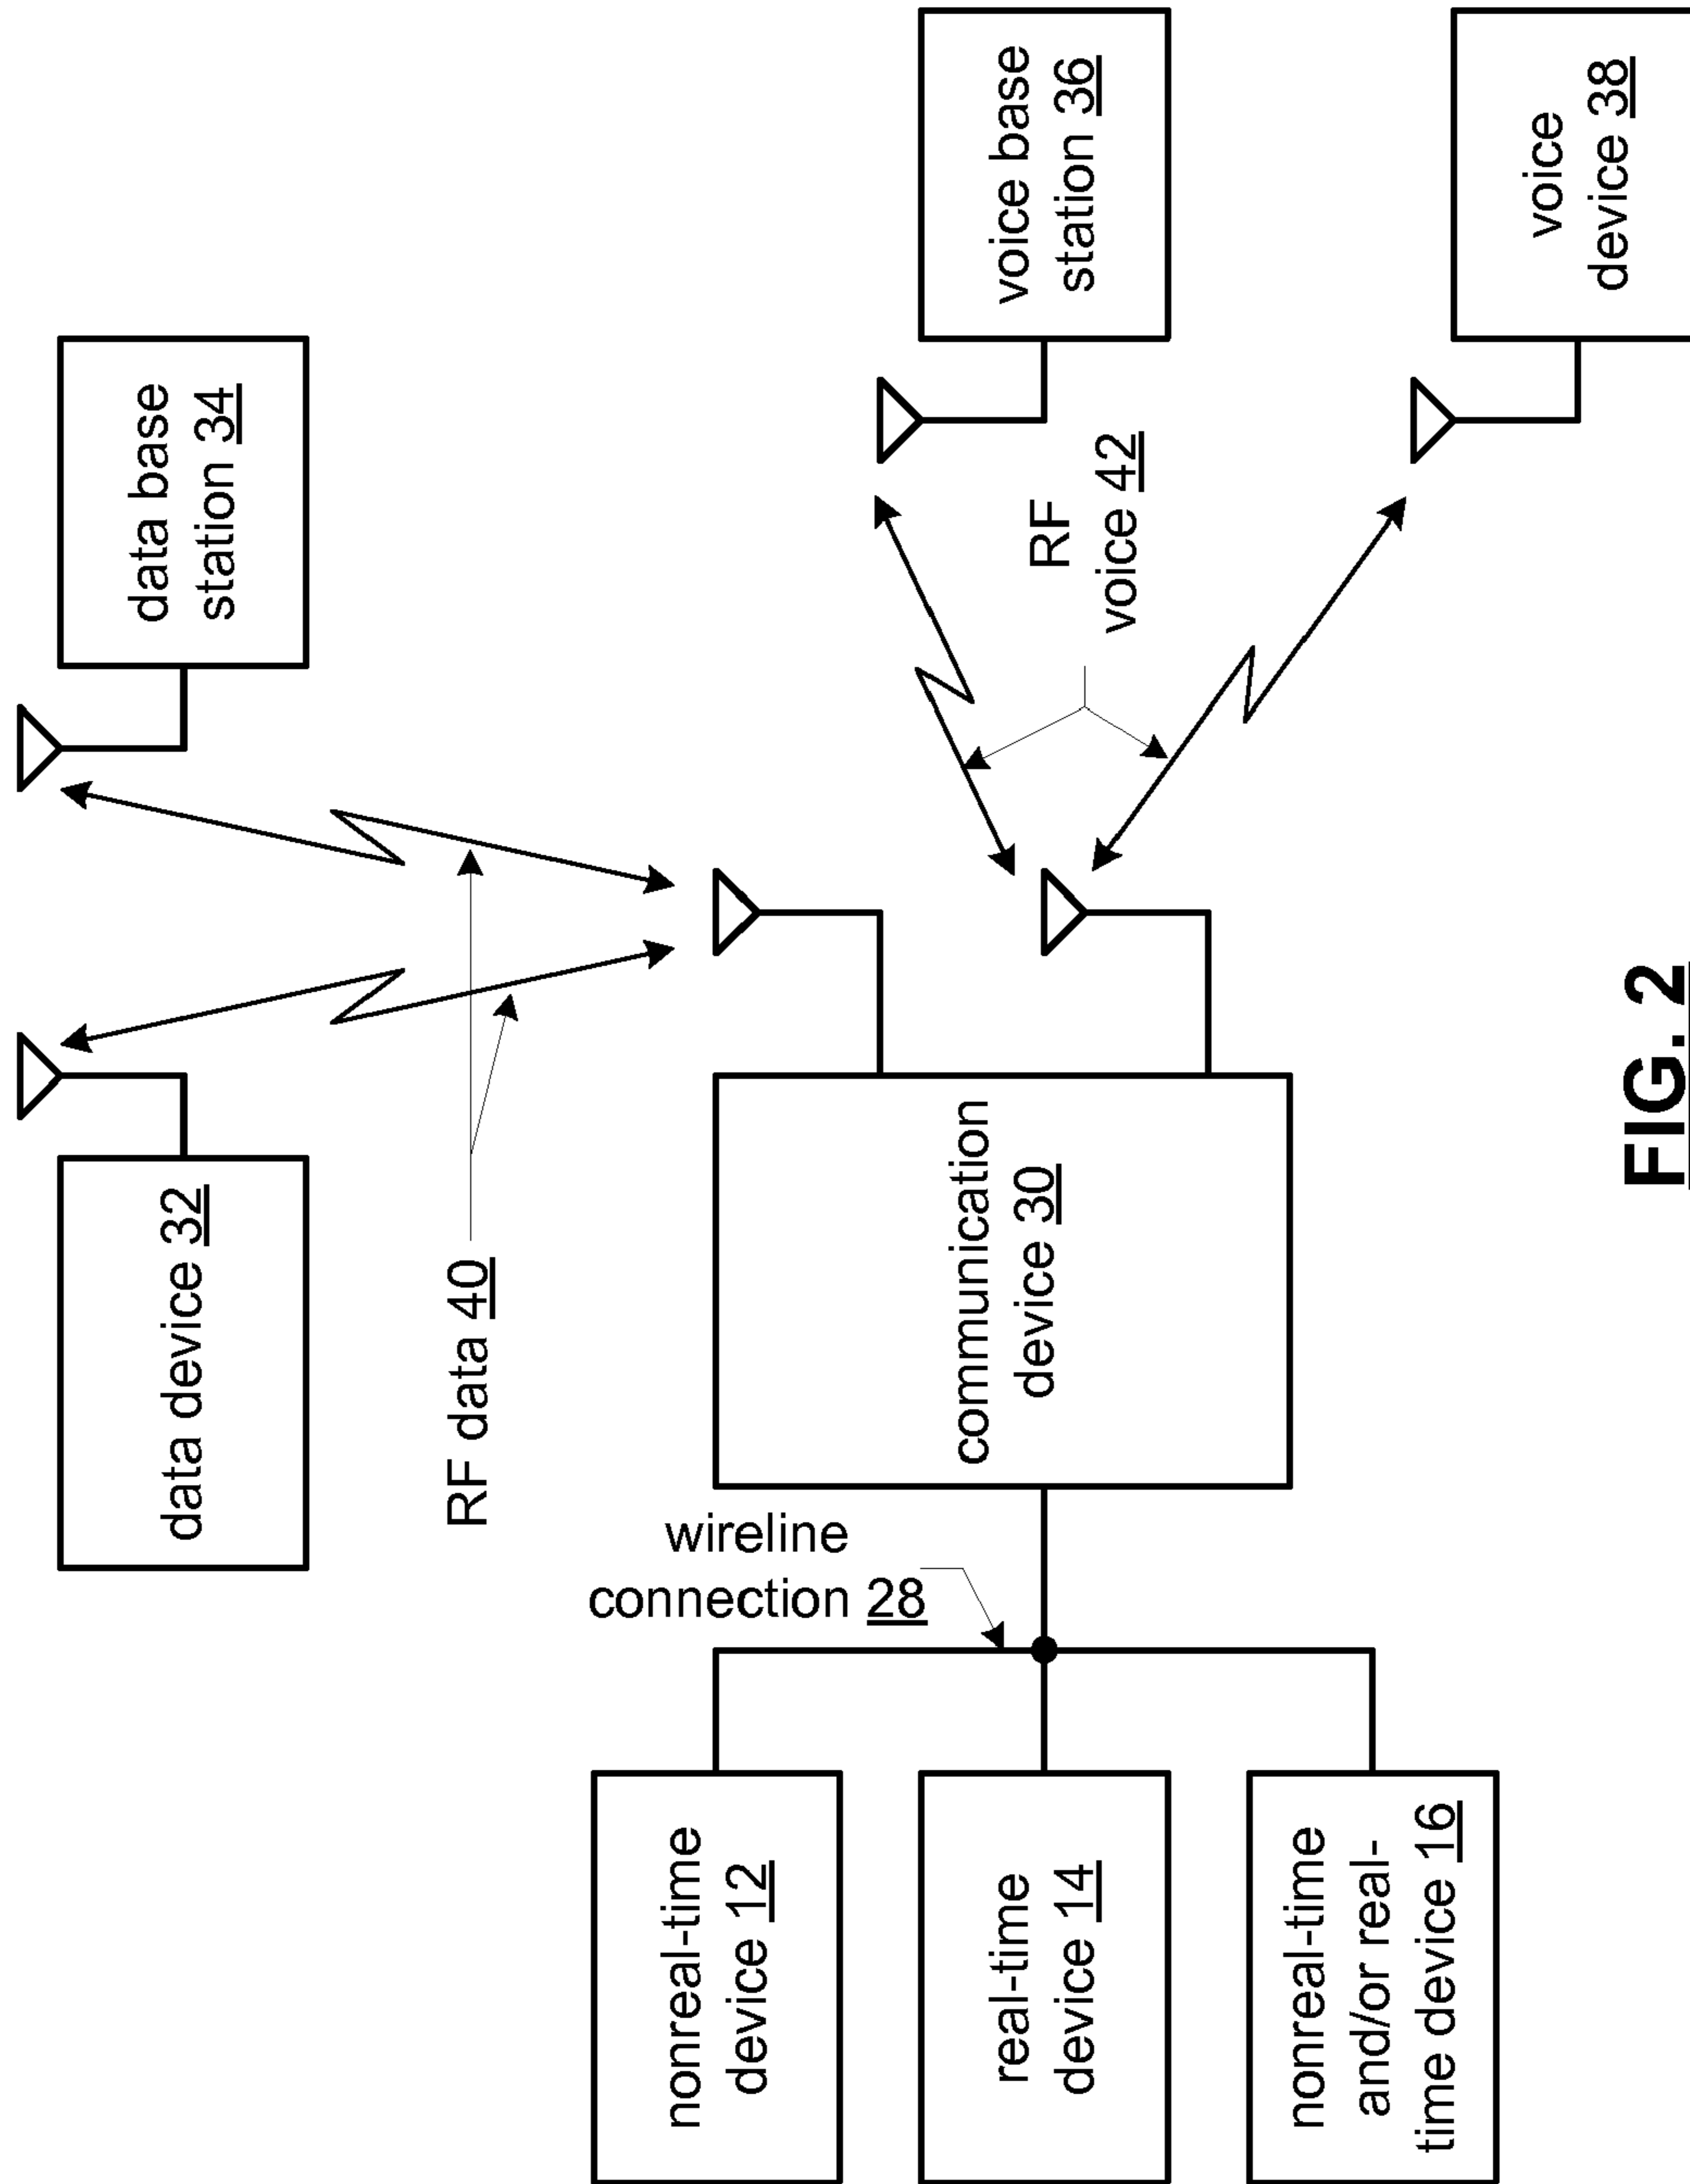 data device 32
data base
station 34
RF data 40
nonreal-time
device 12
wireline
connection 28
real-time
device 14
communication
device 30
voice base
station 36
RF
voice 42
nonreal-time
and/or real-
time device 16
voice
device 38
FIG. 2